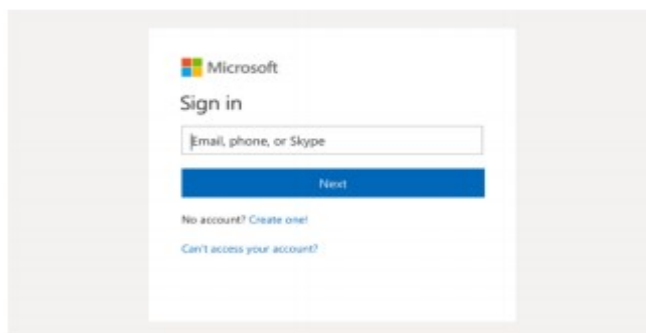 Microsoft
Sign in
Email, phone, or Skype
Next
No account? Create one!
Can't access your account?